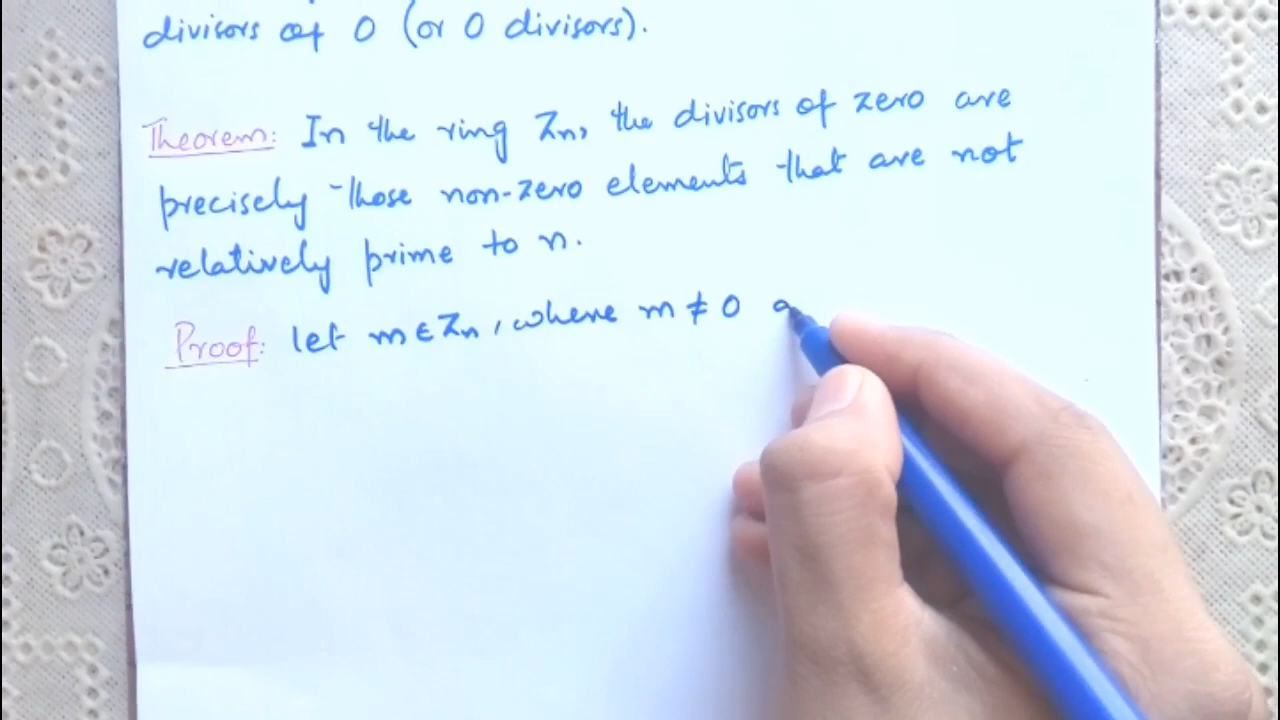 divisors of 0 (or 0 divisors).
Theorem: In the ring Zn, the divisors of zero are
precisely those non-zero elements that are not
relatively prime to n.
Proof: let m ∈ Zn, where m ≠ 0 a